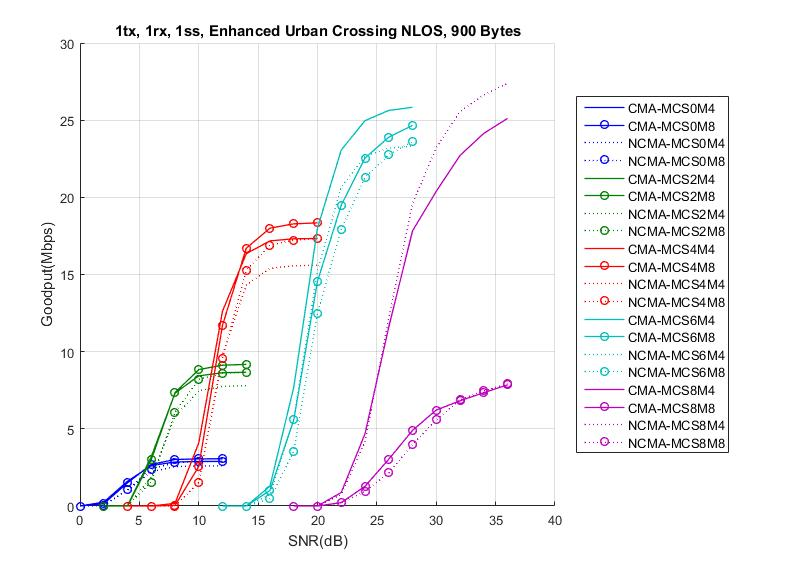 1tx, 1rx, 1ss, Enhanced Urban Crossing NLOS, 900 Bytes
30
25
20
15
10
5
0
Goodput(Mbps)
0 5 10 15 20 25 30 35 40
SNR(dB)
CMA-MCS0M4
CMA-MCS0M8
NCMA-MCS0M4
NCMA-MCS0M8
CMA-MCS2M4
CMA-MCS2M8
NCMA-MCS2M4
NCMA-MCS2M8
CMA-MCS4M4
CMA-MCS4M8
NCMA-MCS4M4
NCMA-MCS4M8
CMA-MCS6M4
CMA-MCS6M8
NCMA-MCS6M4
NCMA-MCS6M8
CMA-MCS8M4
CMA-MCS8M8
NCMA-MCS8M4
NCMA-MCS8M8